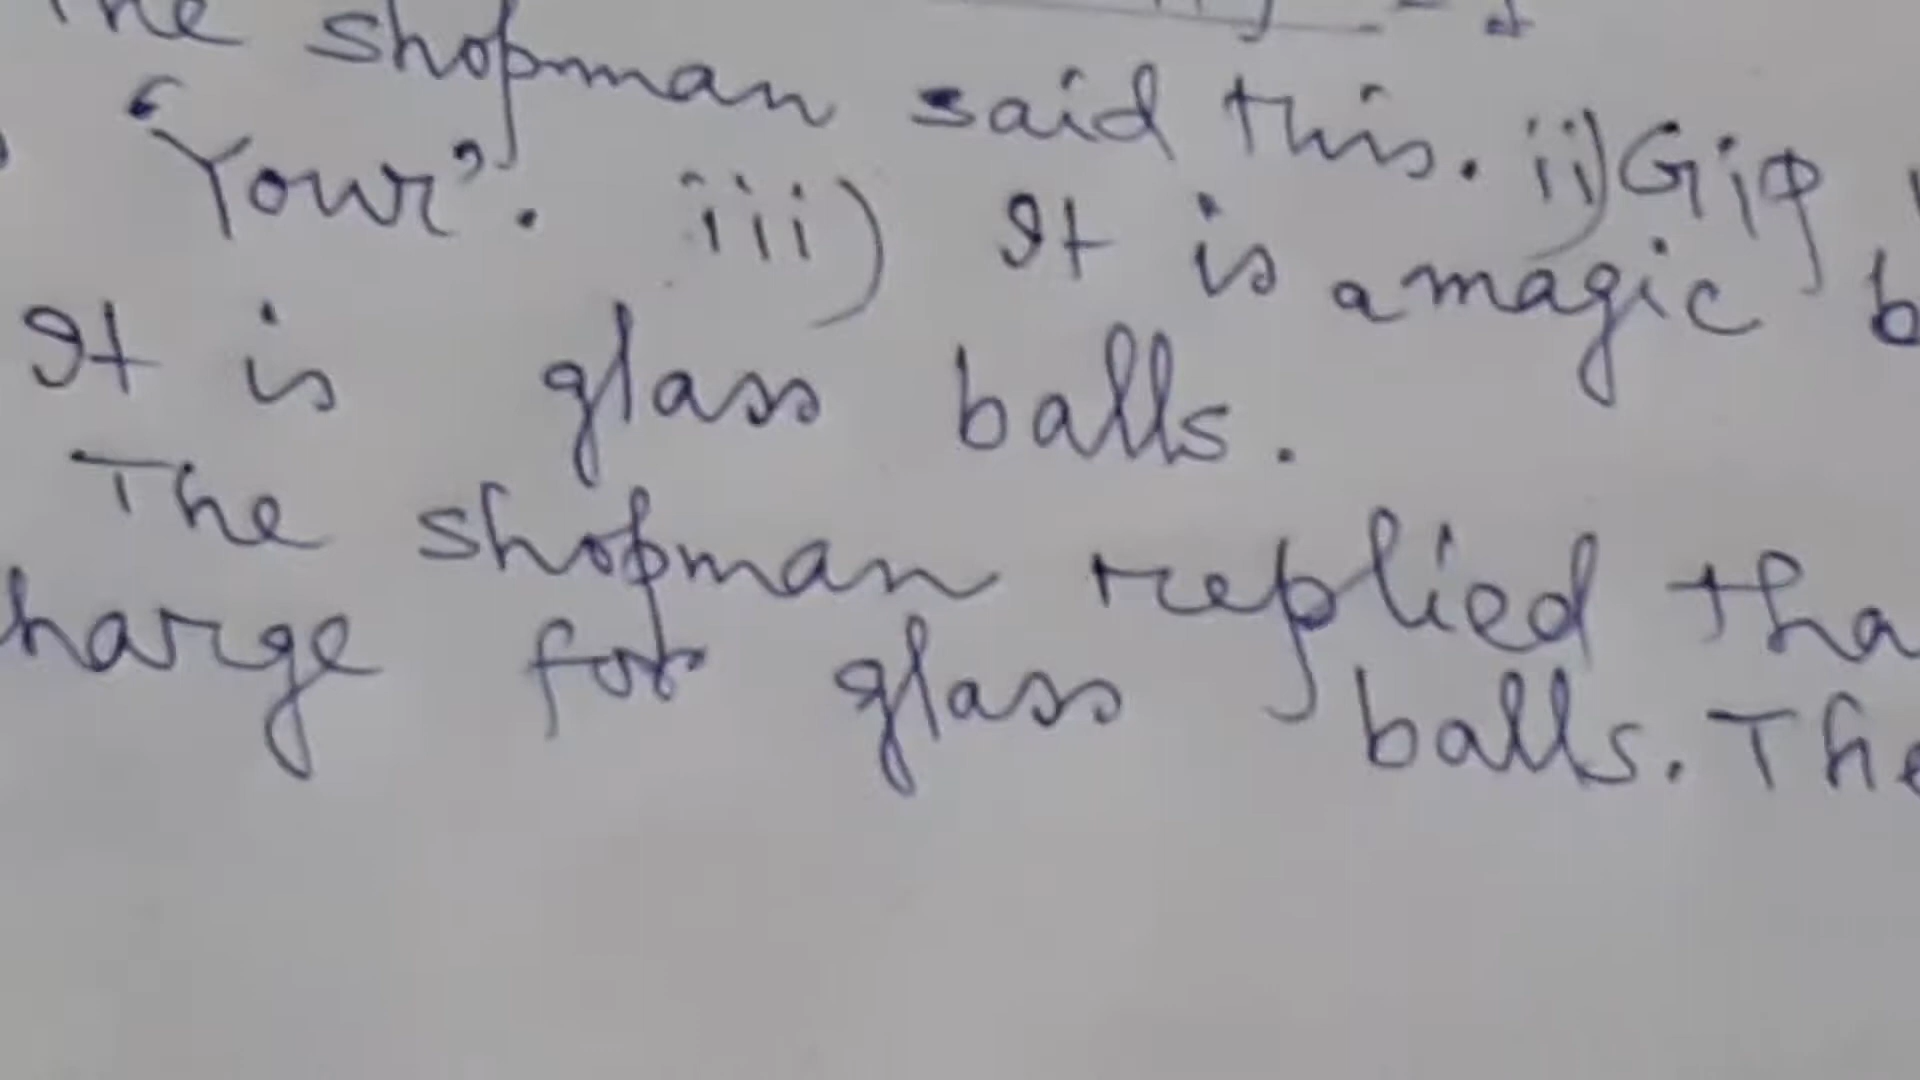 The shopman said this. ii) Gip
'Your'. iii) It is a magic b
It is glass balls.
The shopman replied tha
harge for glass balls. The